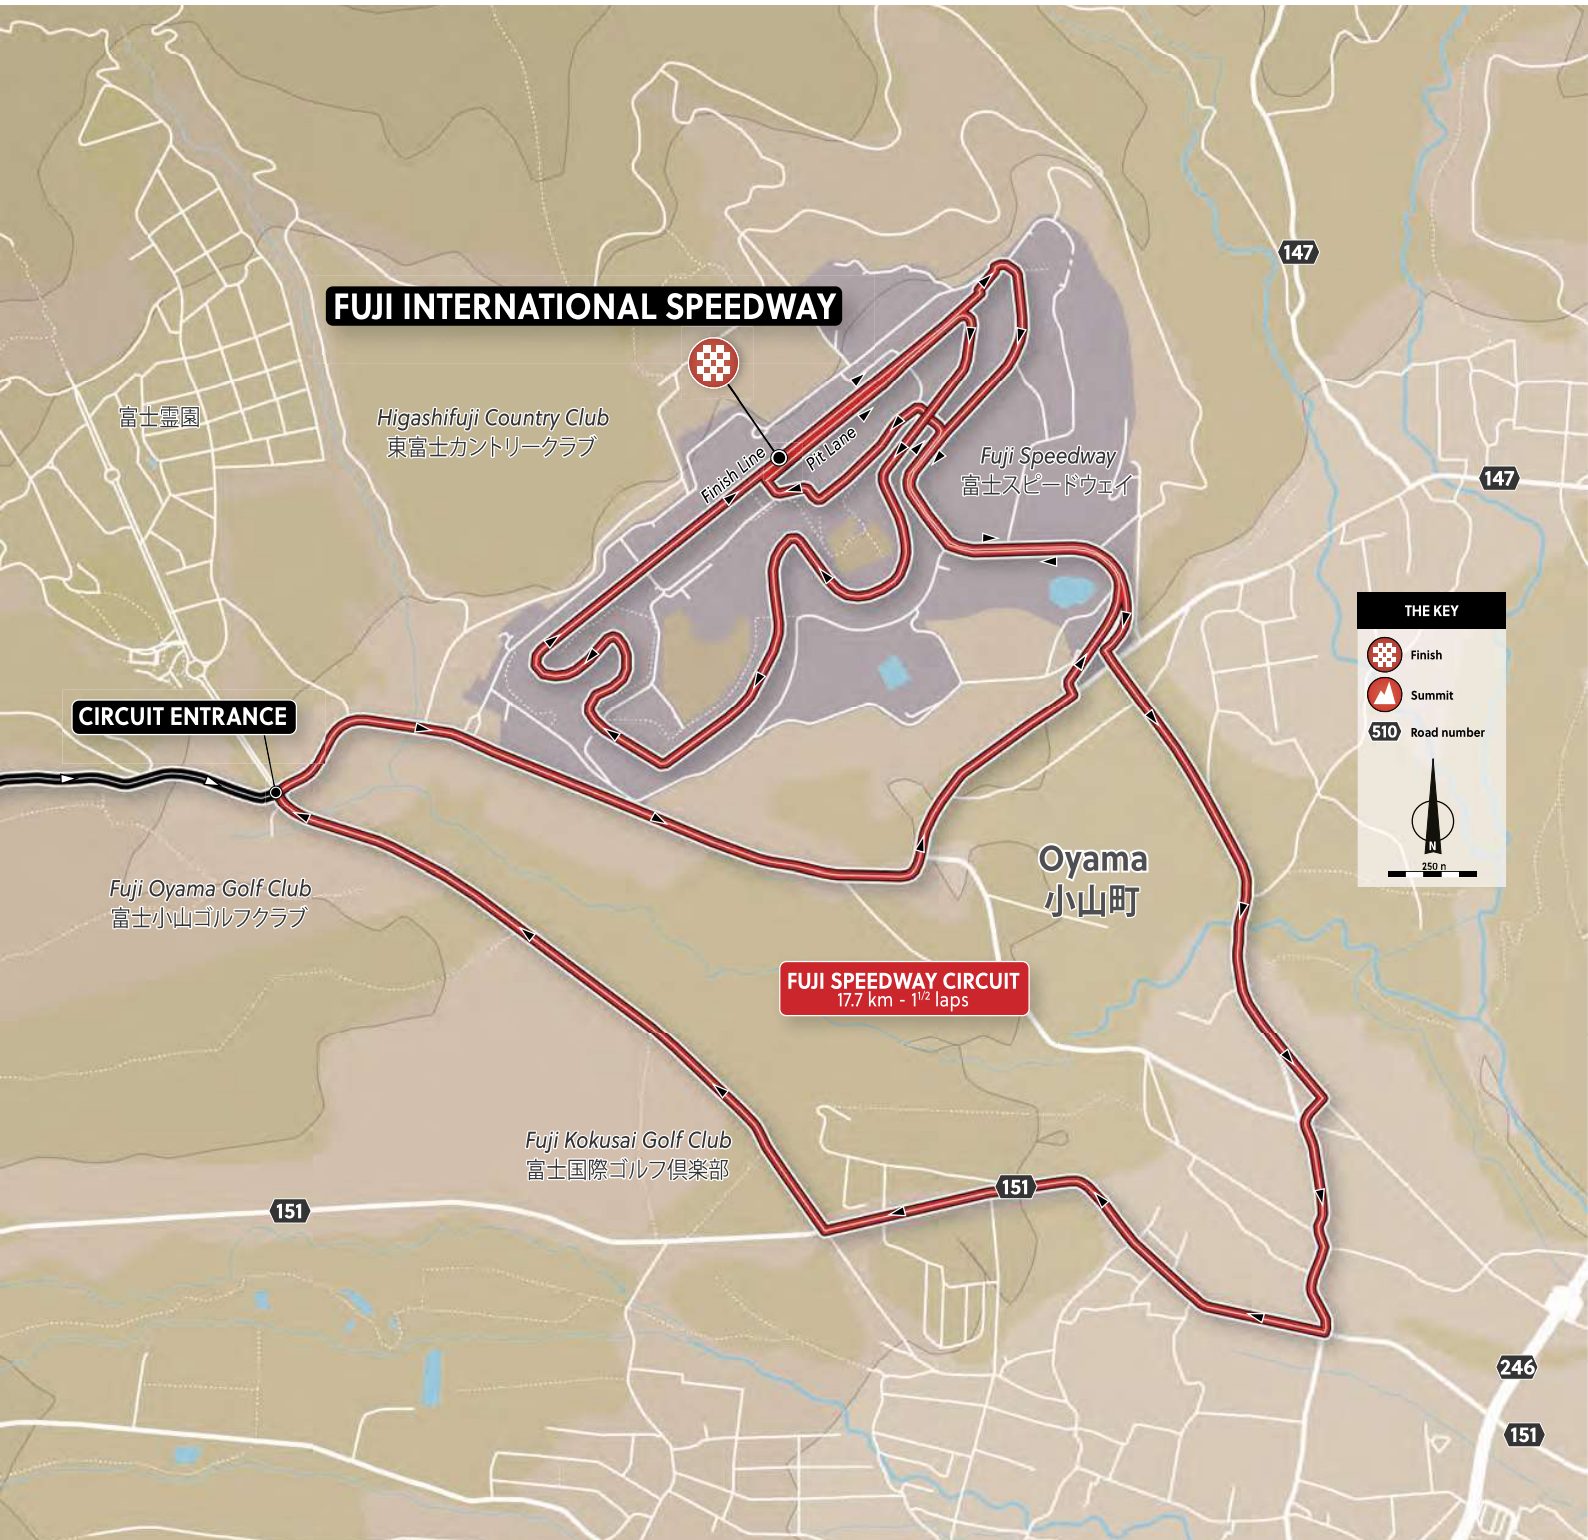 147
FUJI INTERNATIONAL SPEEDWAY
富士霊園
Higashifuji Country Club
東富士カントリークラブ
Finish Line
Pit Lane
Fuji Speedway
富士スピードウェイ
147
THE KEY
Finish
Summit
510 Road number
N
250 n
CIRCUIT ENTRANCE
Oyama
小山町
Fuji Oyama Golf Club
富士小山ゴルフクラブ
FUJI SPEEDWAY CIRCUIT
17.7 km - 1 1/2 laps
Fuji Kokusai Golf Club
富士国際ゴルフ倶楽部
151
151
246
151